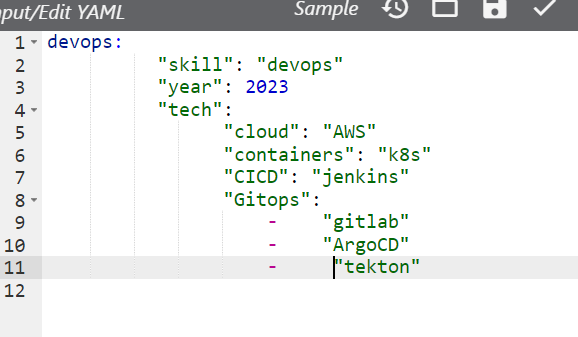 nput/Edit YAML Sample
1 devops:
2 "skill": "devops"
3 "year": 2023
4 "tech":
5 "cloud": "AWS"
6 "containers": "k8s"
7 "CICD": "jenkins"
8 "Gitops":
9 - "gitlab"
10 - "ArgoCD"
11 - "tekton"
12